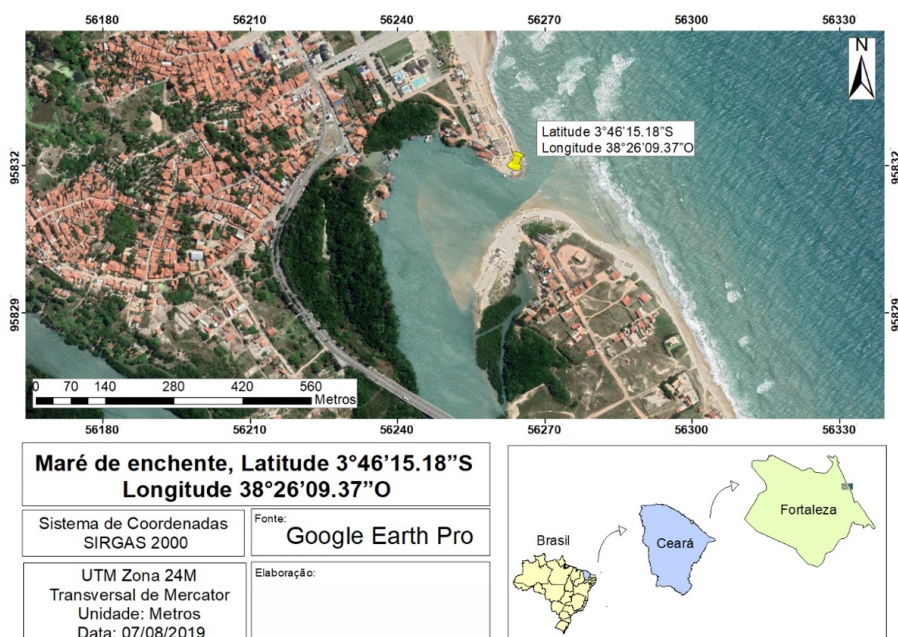 56180 56210 56240 56270 56300 56330
N
Latitude 3°46’15.18”S
Longitude 38°26’09.37”O
95832 95832
95829 95829
0 70 140 280 420 560
Metros
56180 56210 56240 56270 56300 56330
Maré de enchente, Latitude 3°46’15.18”S
Longitude 38°26’09.37”O
Sistema de Coordenadas
SIRGAS 2000
Fonte:
Google Earth Pro
UTM Zona 24M
Transversal de Mercator
Unidade: Metros
Data: 07/08/2019
Elaboração:
Brasil
Ceará
Fortaleza